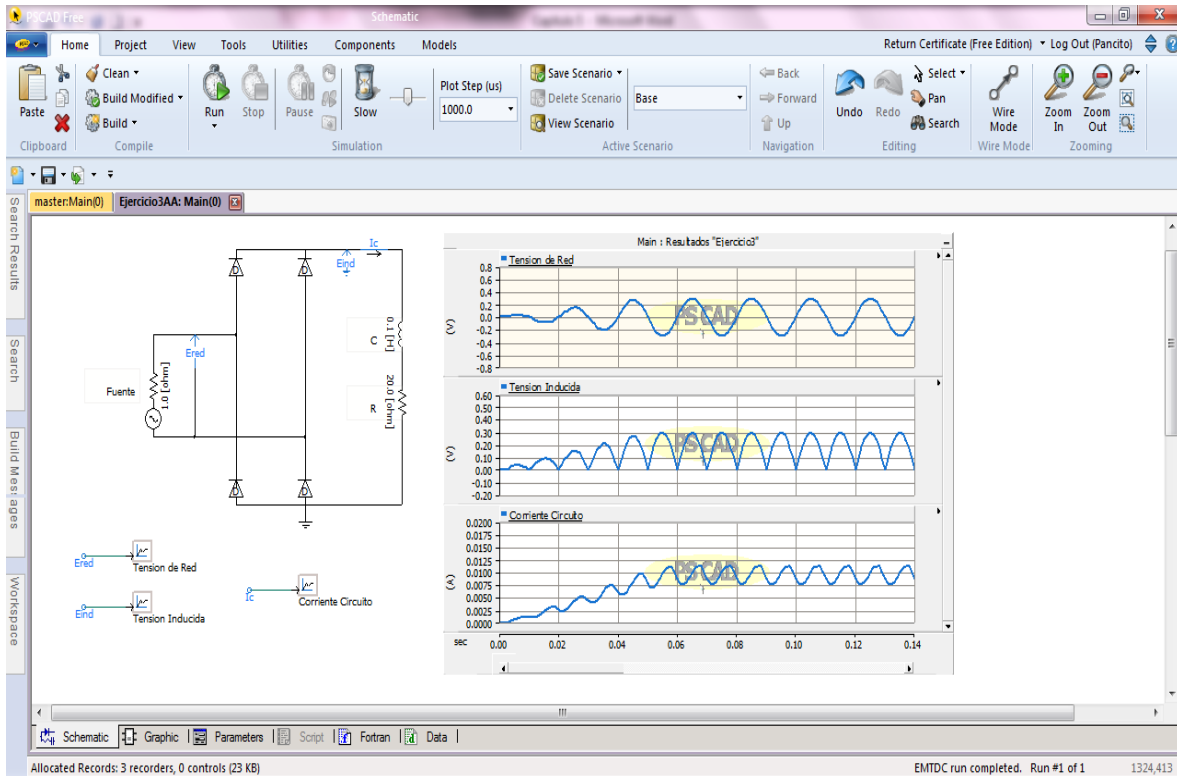 PSCAD Free
Schematic
Home Project View Tools Utilities Components Models
Return Certificate (Free Edition) Log Out (Pancito)
Paste
Clean
Build Modified
Build
Run
Stop
Pause
Slow
Plot Step (us)
1000.0
Save Scenario
Delete Scenario
View Scenario
Base
Back
Forward
Up
Undo
Redo
Select
Pan
Search
Wire Mode
Zoom In
Zoom Out
Clipboard Compile Simulation Active Scenario Navigation Editing Wire Mode Zooming
master:Main(0)
Ejercicio3AA: Main(0)
Search Results
Search
Build Messages
Workspace
D
D
D
D
Ic
Eind
0.1 [H]
C
20.0 [ohm]
R
Ered
Fuente
1.0 [ohm]
Ered
Tension de Red
Eind
Tension Inducida
Ic
Corriente Circuito
Main : Resultados "Ejercicio3"
Tension de Red
(V)
0.8
0.6
0.4
0.2
0.0
-0.2
-0.4
-0.6
-0.8
PSCAD
Tension Inducida
(V)
0.60
0.50
0.40
0.30
0.20
0.10
0.00
-0.10
-0.20
PSCAD
Corriente Circuito
(A)
0.0200
0.0175
0.0150
0.0125
0.0100
0.0075
0.0050
0.0025
0.0000
PSCAD
sec 0.00 0.02 0.04 0.06 0.08 0.10 0.12 0.14
Schematic Graphic Parameters Script Fortran Data
Allocated Records: 3 recorders, 0 controls (23 KB)
EMTDC run completed. Run #1 of 1
1324,413